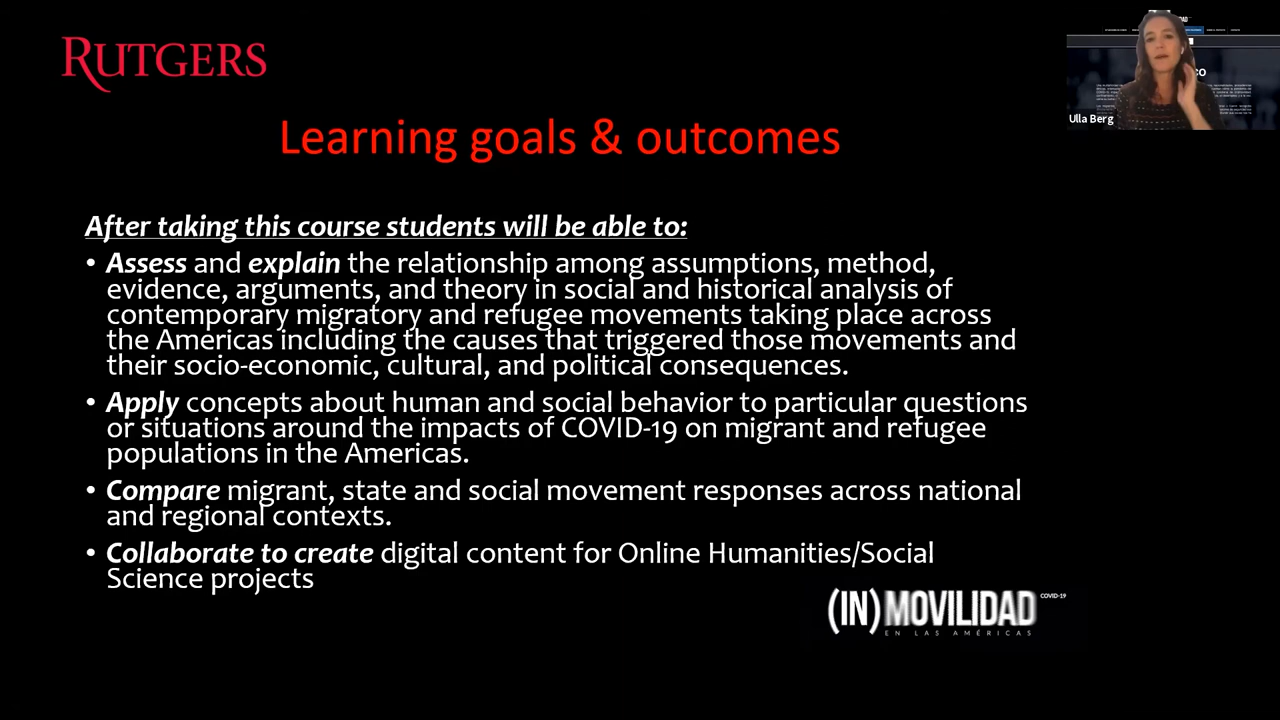 RUTGERS
Ulla Berg
Learning goals & outcomes
After taking this course students will be able to:
• Assess and explain the relationship among assumptions, method,
evidence, arguments, and theory in social and historical analysis of
contemporary migratory and refugee movements taking place across
the Americas including the causes that triggered those movements and
their socio-economic, cultural, and political consequences.
• Apply concepts about human and social behavior to particular questions
or situations around the impacts of COVID-19 on migrant and refugee
populations in the Americas.
• Compare migrant, state and social movement responses across national
and regional contexts.
• Collaborate to create digital content for Online Humanities/Social
Science projects
(IN)MOVILIDAD COVID-19
EN LAS AMÉRICAS